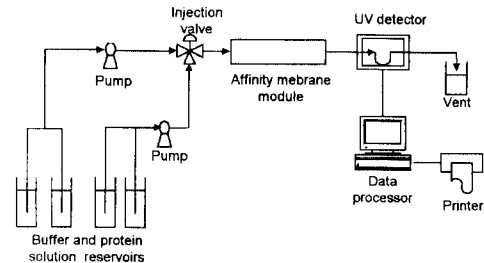 Injection
valve
UV detector
Pump
Affinity mebrane
module
Vent
Pump
Data
processor
Printer
Buffer and protein
solution reservoirs